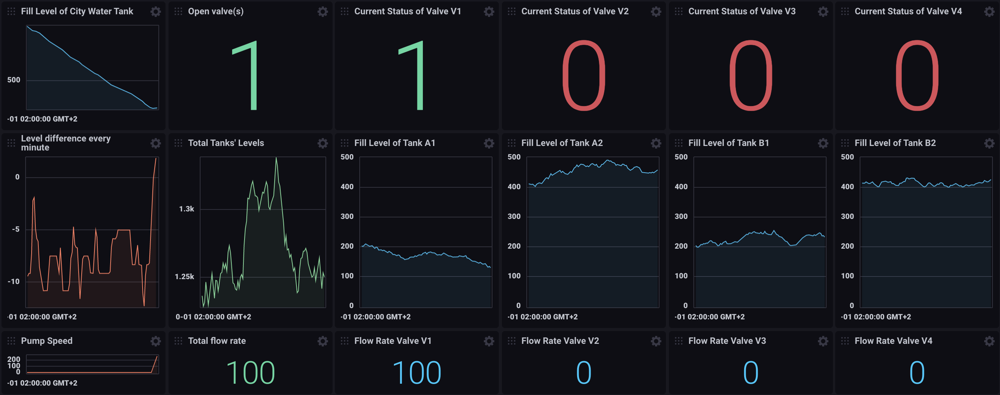 Fill Level of City Water Tank
500
-01 02:00:00 GMT+2
Open valve(s)
1
Current Status of Valve V1
1
Current Status of Valve V2
0
Current Status of Valve V3
0
Current Status of Valve V4
0
Level difference every
minute
0
-5
-10
-01 02:00:00 GMT+2
Total Tanks' Levels
1.3k
1.25k
0-01 02:00:00 GMT+2
Fill Level of Tank A1
500
400
300
200
100
0
-01 02:00:00 GMT+2
Fill Level of Tank A2
500
400
300
200
100
0
-01 02:00:00 GMT+2
Fill Level of Tank B1
500
400
300
200
100
0
-01 02:00:00 GMT+2
Fill Level of Tank B2
500
400
300
200
100
0
-01 02:00:00 GMT+2
Pump Speed
200
100
0
-01 02:00:00 GMT+2
Total flow rate
100
Flow Rate Valve V1
100
Flow Rate Valve V2
0
Flow Rate Valve V3
0
Flow Rate Valve V4
0